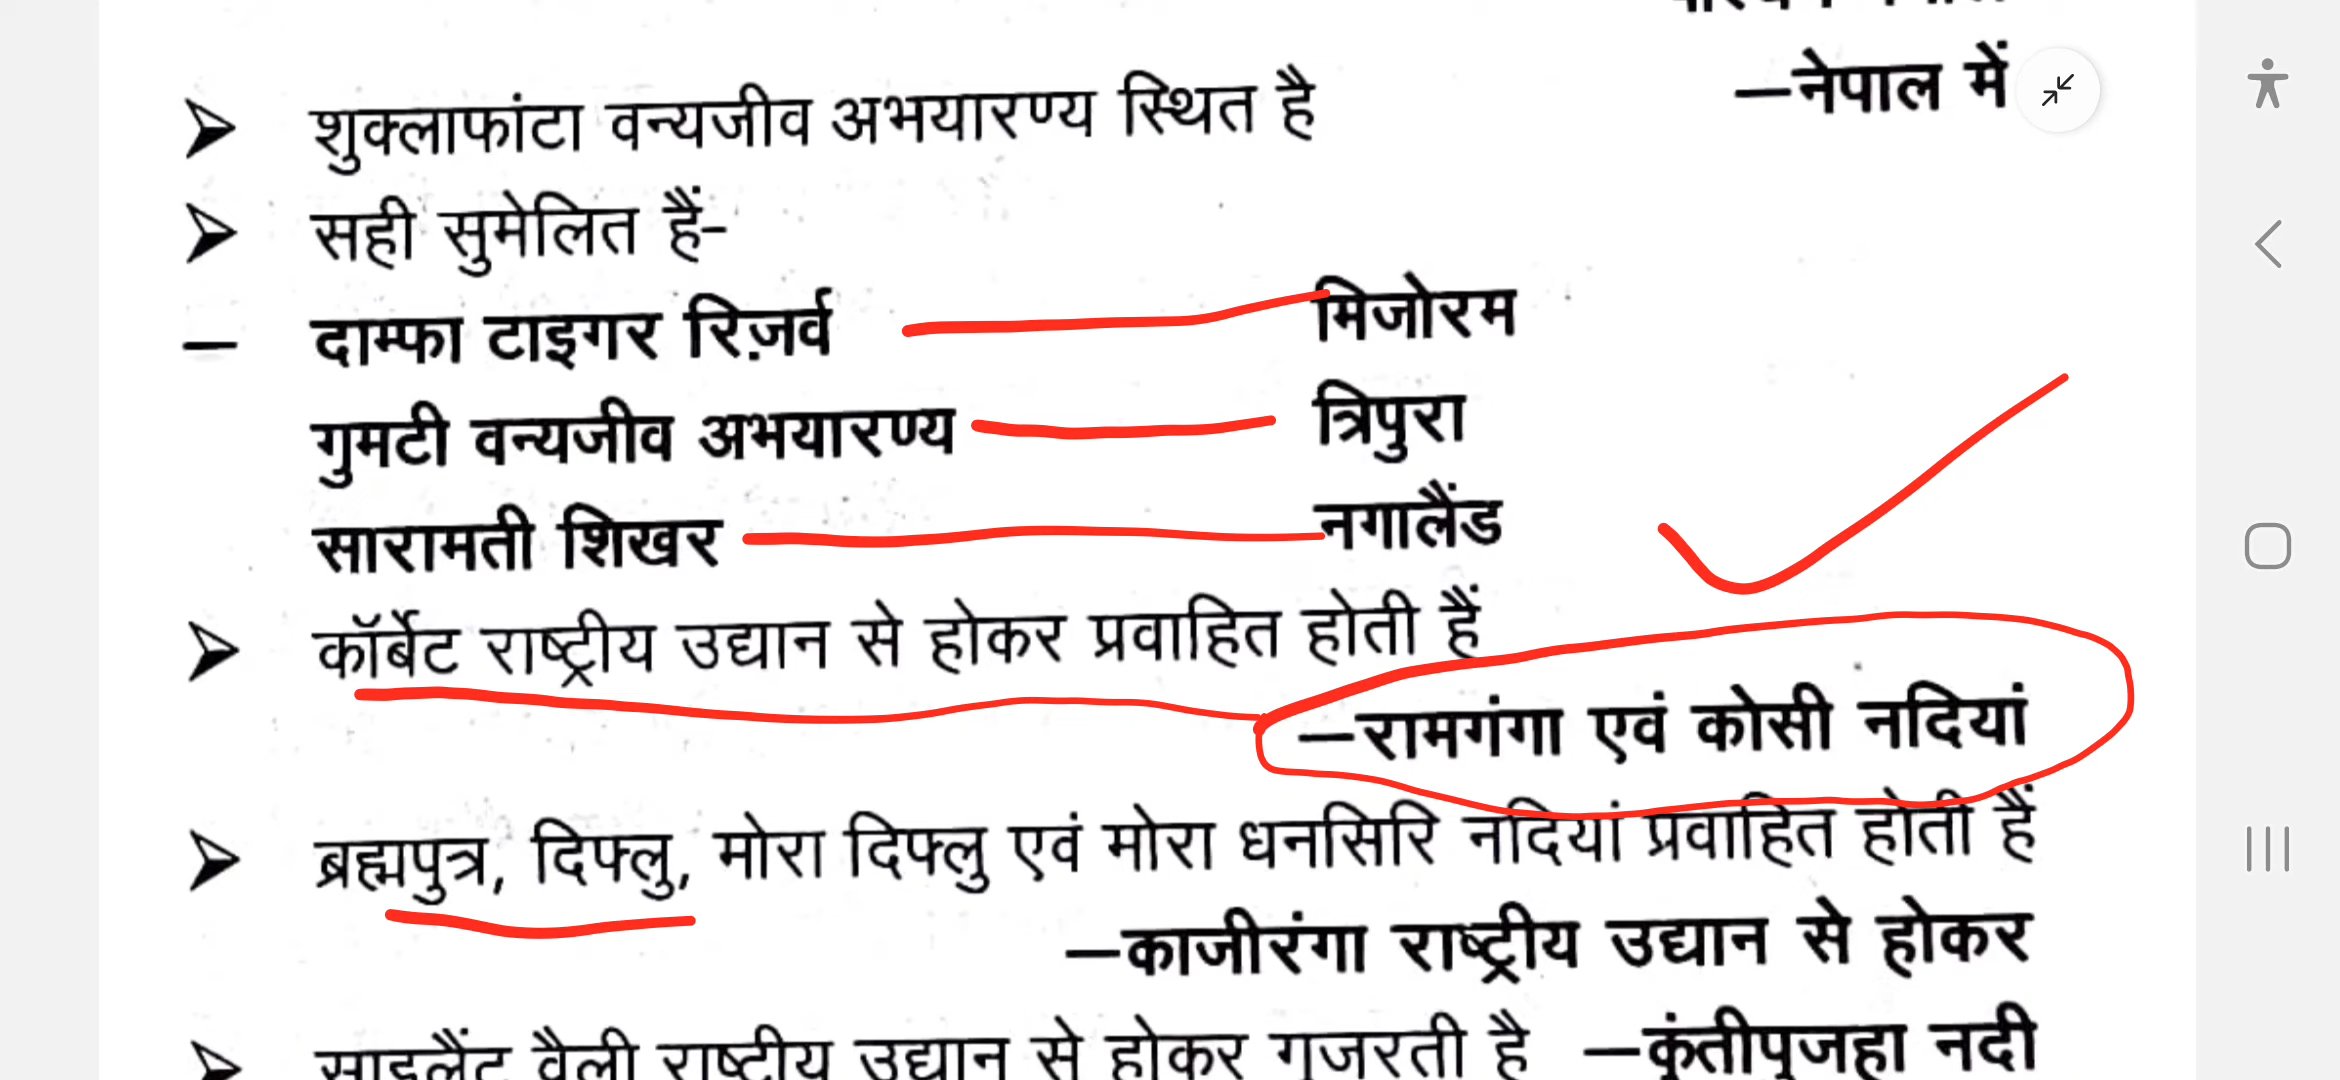 —नेपाल में
शुक्लाफांटा वन्यजीव अभयारण्य स्थित है
सही सुमेलित हैं-
— दाम्फा टाइगर रिज़र्व मिजोरम
गुमटी वन्यजीव अभयारण्य त्रिपुरा
सारामती शिखर नगालैंड
कॉर्बेट राष्ट्रीय उद्यान से होकर प्रवाहित होती हैं
—रामगंगा एवं कोसी नदियां
ब्रह्मपुत्र, दिफ्लु, मोरा दिफ्लु एवं मोरा धनसिरि नदियां प्रवाहित होती हैं
—काजीरंगा राष्ट्रीय उद्यान से होकर
साइलैंट वैली राष्ट्रीय उद्यान से होकर गुजरती है —कुंतीपुजहा नदी